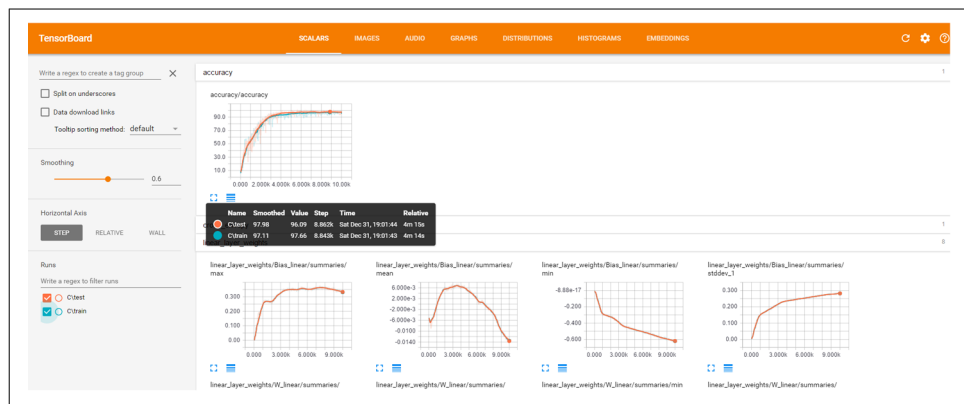 TensorBoard SCALARS IMAGES AUDIO GRAPHS DISTRIBUTIONS HISTOGRAMS EMBEDDINGS
Write a regex to create a tag group
Split on underscores
Data download links
Tooltip sorting method: default
Smoothing
0.6
Horizontal Axis
STEP RELATIVE WALL
Runs
Write a regex to filter runs
C\test
C\train
accuracy 1
accuracy/accuracy
90.0
70.0
50.0
30.0
10.0
0.000 2.000k 4.000k 6.000k 8.000k 10.00k
Name Smoothed Value Step Time Relative
C\test 97.98 96.09 8.862k Sat Dec 31, 19:01:44 4m 15s
C\train 97.11 97.66 8.843k Sat Dec 31, 19:01:43 4m 14s
1
linear_layer_weights 8
linear_layer_weights/Bias_linear/summaries/
max
0.300
0.200
0.100
0.00
0.000 3.000k 6.000k 9.000k
linear_layer_weights/Bias_linear/summaries/
mean
6.000e-3
2.000e-3
-2.000e-3
-6.000e-3
-0.0100
-0.0140
0.000 3.000k 6.000k 9.000k
linear_layer_weights/Bias_linear/summaries/
min
-8.88e-17
-0.200
-0.400
-0.600
0.000 3.000k 6.000k 9.000k
linear_layer_weights/Bias_linear/summaries/
stddev_1
0.300
0.200
0.100
0.00
0.000 3.000k 6.000k 9.000k
linear_layer_weights/W_linear/summaries/
linear_layer_weights/W_linear/summaries/
linear_layer_weights/W_linear/summaries/min
linear_layer_weights/W_linear/summaries/